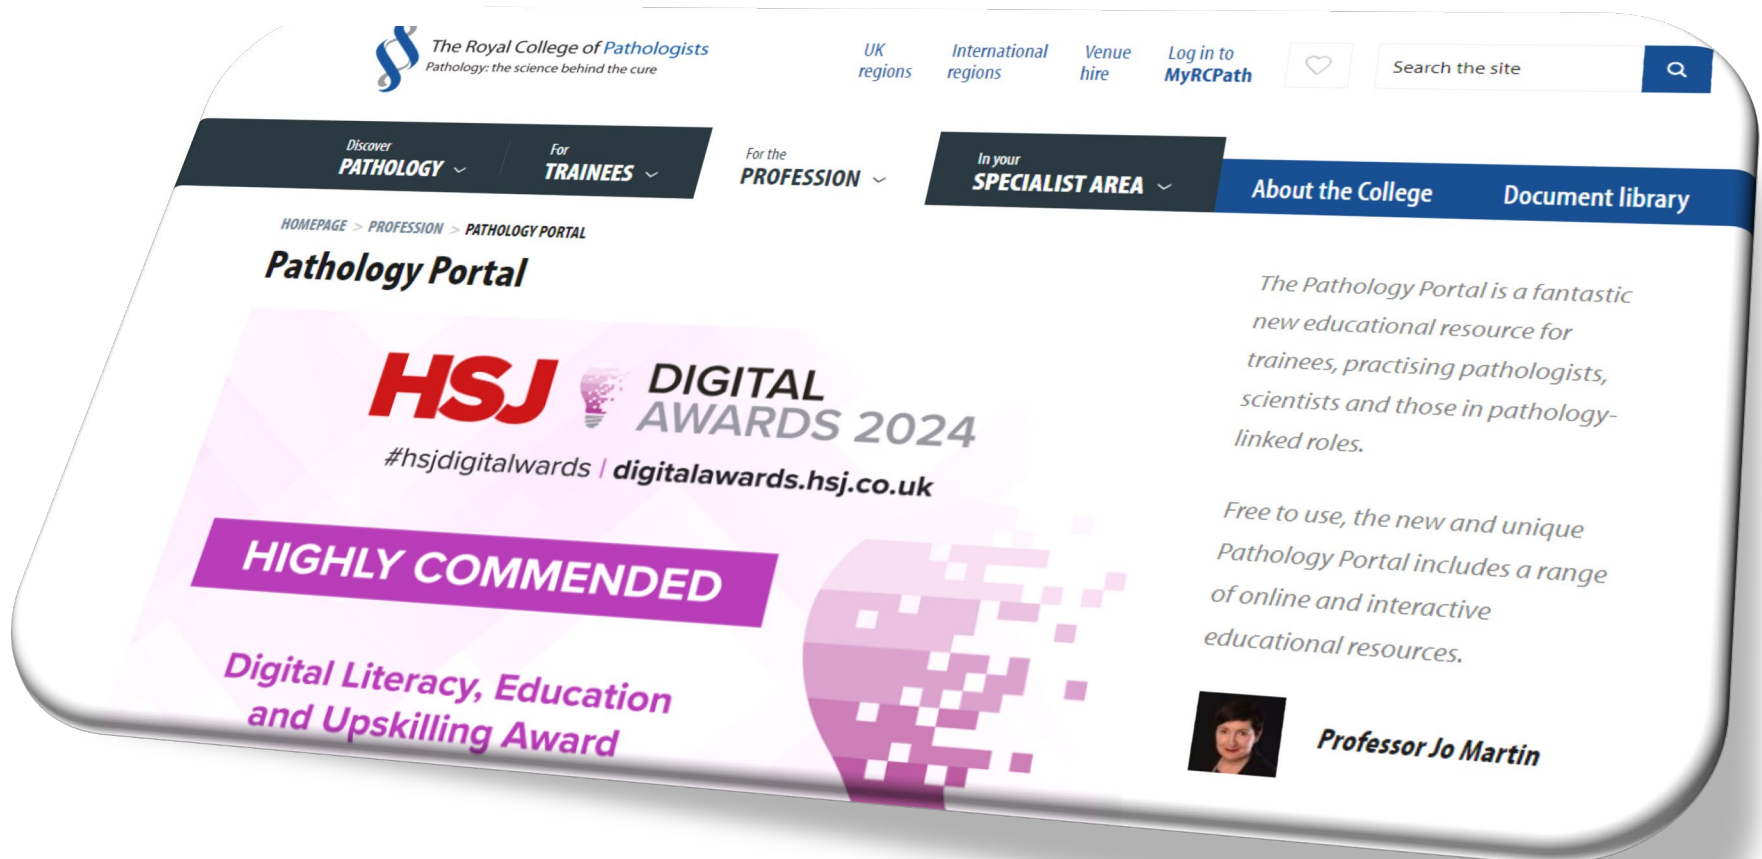 The Royal College of Pathologists
Pathology: the science behind the cure
UK
regions
International
regions
Venue
hire
Log in to
MyRCPath
Search the site
Discover
PATHOLOGY
For
TRAINEES
For the
PROFESSION
In your
SPECIALIST AREA
About the College
Document library
HOMEPAGE > PROFESSION > PATHOLOGY PORTAL
Pathology Portal
HSJ
DIGITAL
AWARDS 2024
#hsjdigitalwards | digitalawards.hsj.co.uk
HIGHLY COMMENDED
Digital Literacy, Education
and Upskilling Award
The Pathology Portal is a fantastic
new educational resource for
trainees, practising pathologists,
scientists and those in pathology-
linked roles.
Free to use, the new and unique
Pathology Portal includes a range
of online and interactive
educational resources.
Professor Jo Martin